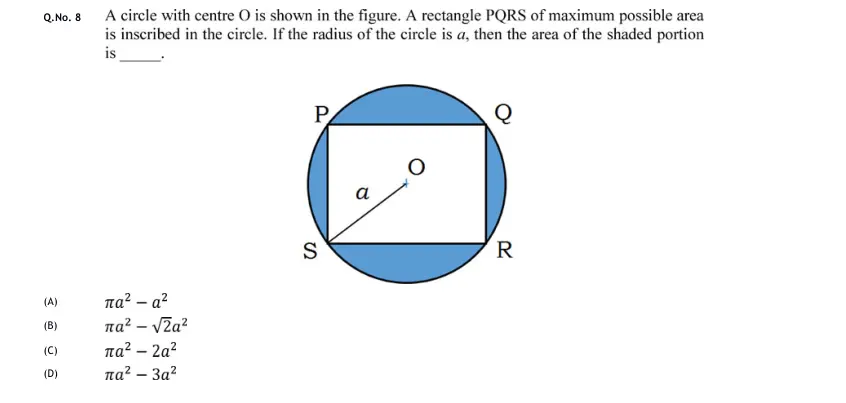 Q.No. 8 A circle with centre O is shown in the figure. A rectangle PQRS of maximum possible area
is inscribed in the circle. If the radius of the circle is a, then the area of the shaded portion
is _____.
P Q
O
a
S R
(A) πa² − a²
(B) πa² − √2a²
(C) πa² − 2a²
(D) πa² − 3a²